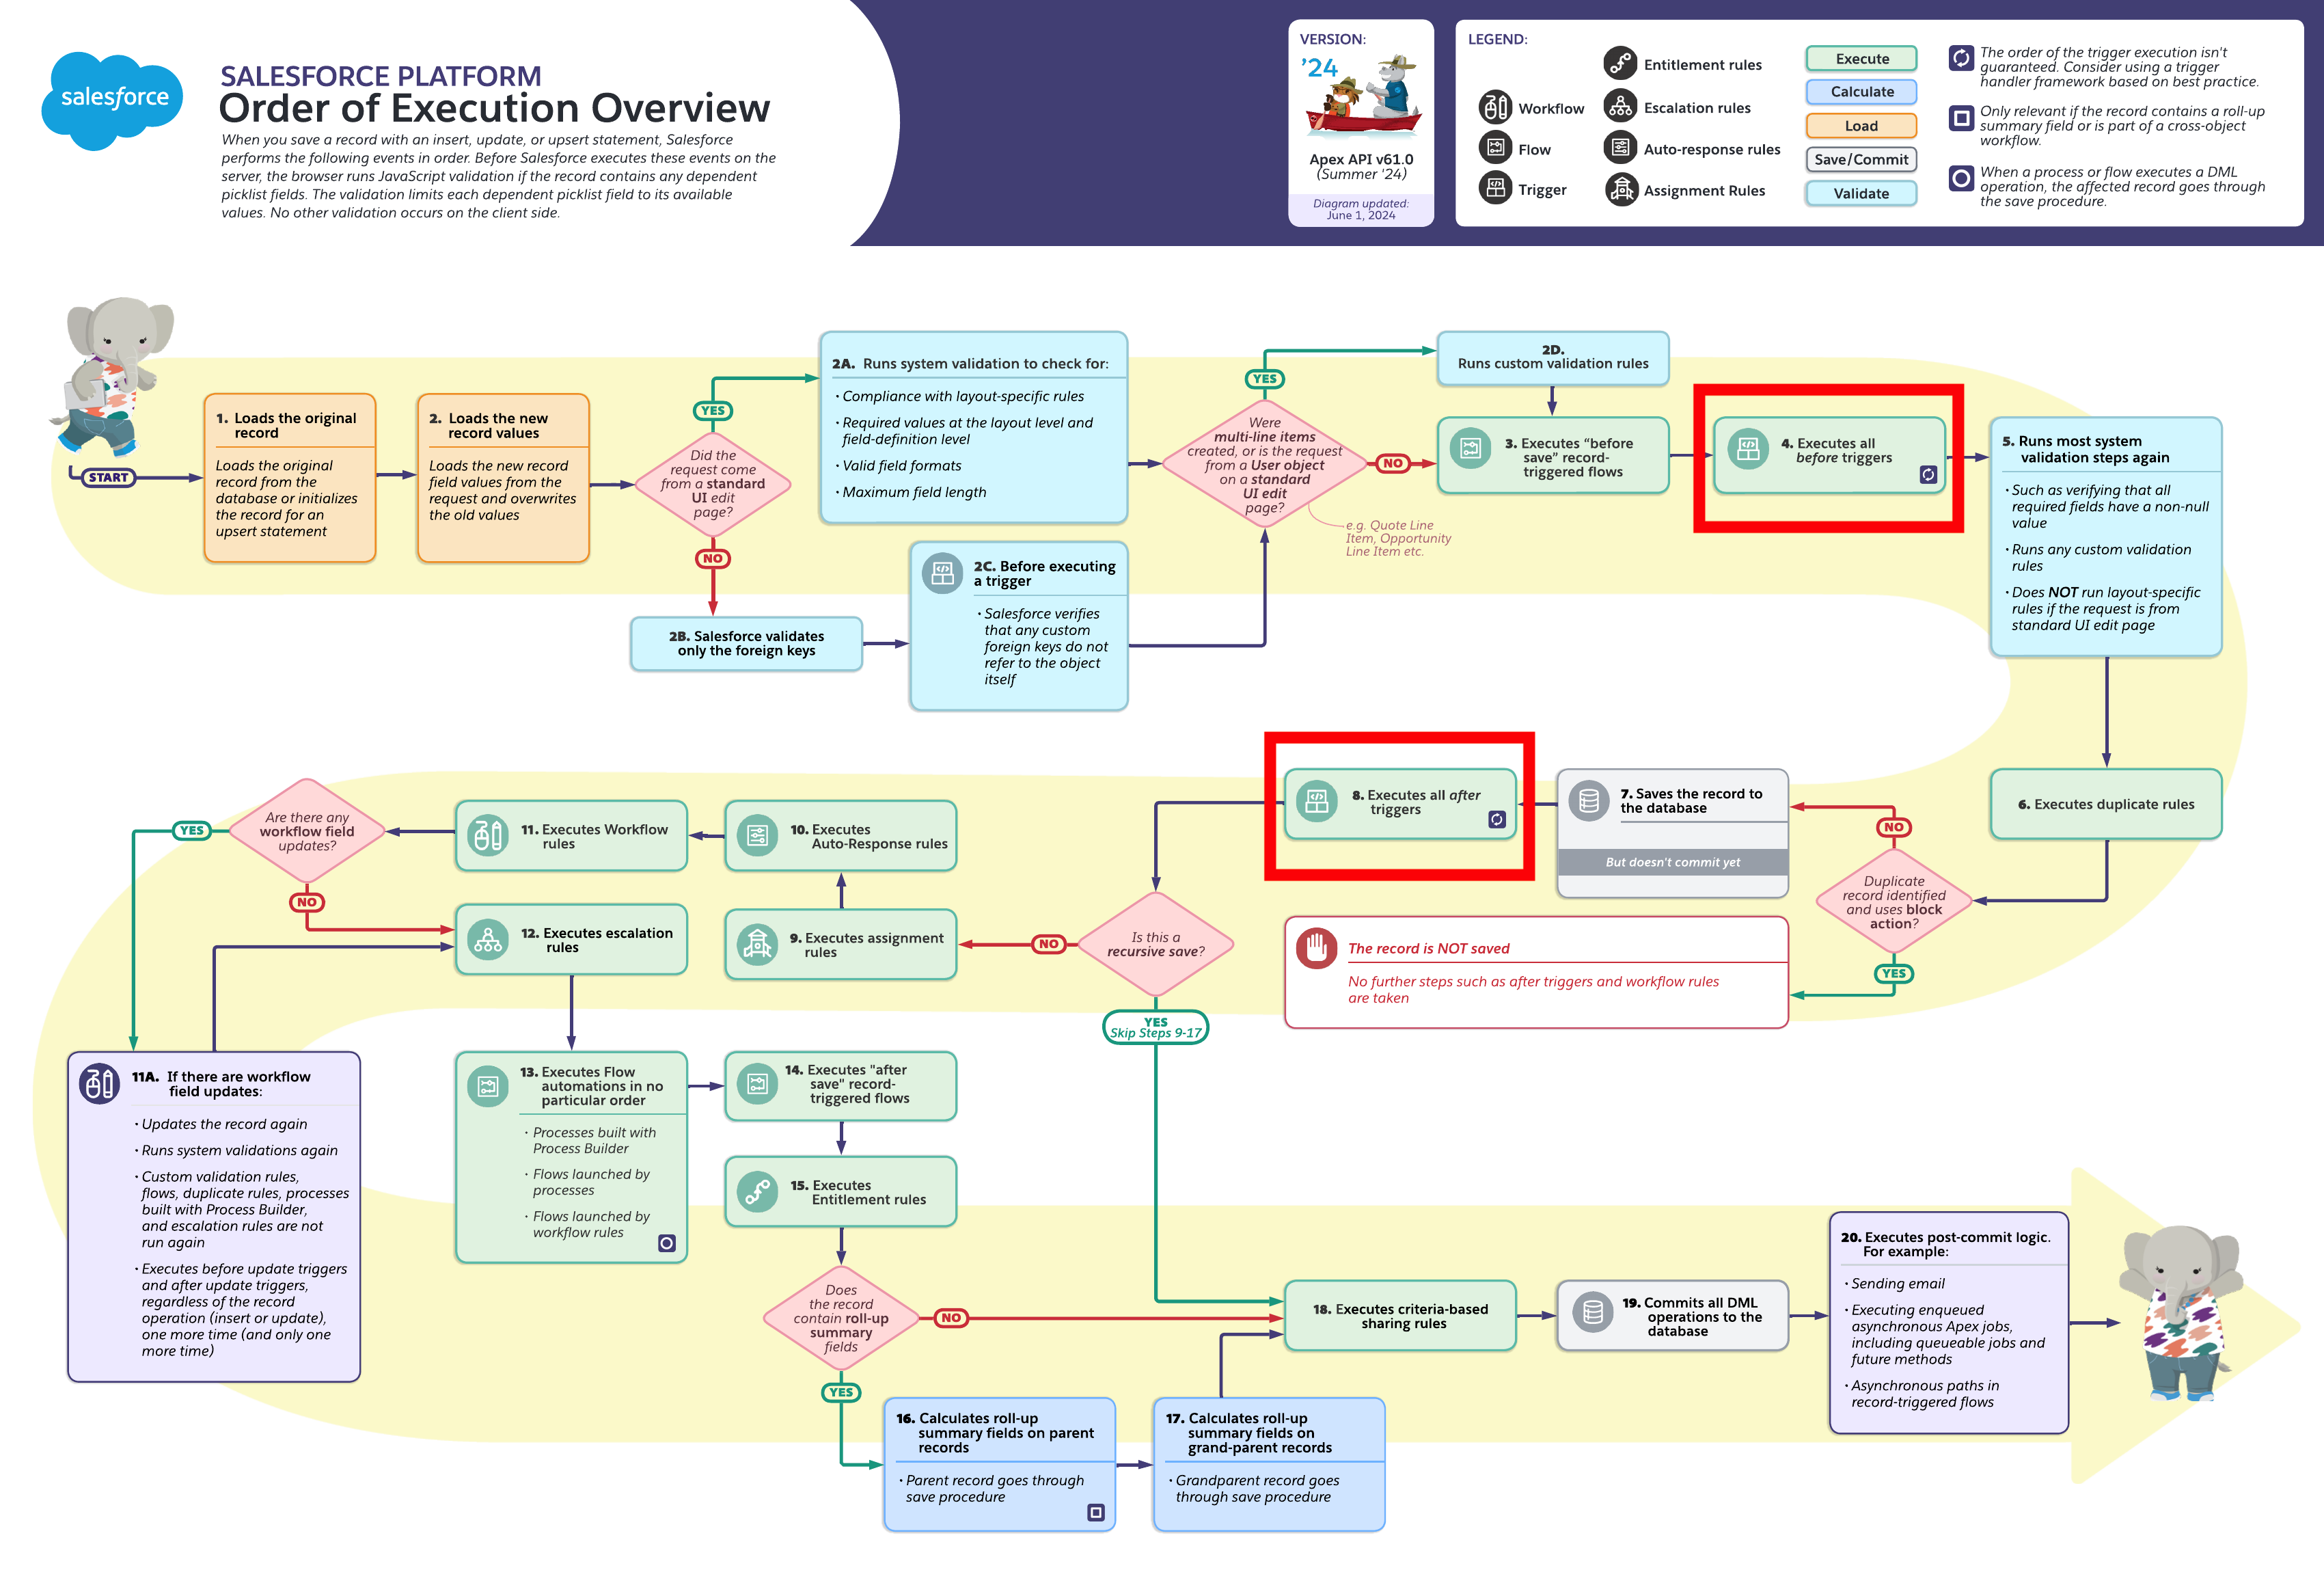 salesforce
SALESFORCE PLATFORM
Order of Execution Overview
When you save a record with an insert, update, or upsert statement, Salesforce
performs the following events in order. Before Salesforce executes these events on the
server, the browser runs JavaScript validation if the record contains any dependent
picklist fields. The validation limits each dependent picklist field to its available
values. No other validation occurs on the client side.
VERSION:
'24
Apex API v61.0
(Summer '24)
Diagram updated:
June 1, 2024
LEGEND:
Workflow
Flow
Trigger
Entitlement rules
Escalation rules
Auto-response rules
Assignment Rules
Execute
Calculate
Load
Save/Commit
Validate
The order of the trigger execution isn't
guaranteed. Consider using a trigger
handler framework based on best practice.
Only relevant if the record contains a roll-up
summary field or is part of a cross-object
workflow.
When a process or flow executes a DML
operation, the affected record goes through
the save procedure.
START
1. Loads the original
record
Loads the original
record from the
database or initializes
the record for an
upsert statement
2. Loads the new
record values
Loads the new record
field values from the
request and overwrites
the old values
Did the
request come
from a standard
UI edit
page?
YES
NO
2A. Runs system validation to check for:
· Compliance with layout-specific rules
· Required values at the layout level and
field-definition level
· Valid field formats
· Maximum field length
2B. Salesforce validates
only the foreign keys
2C. Before executing
a trigger
· Salesforce verifies
that any custom
foreign keys do not
refer to the object
itself
Were
multi-line items
created, or is the request
from a User object
on a standard
UI edit
page?
e.g. Quote Line
Item, Opportunity
Line Item etc.
YES
NO
2D.
Runs custom validation rules
3. Executes “before
save” record-
triggered flows
4. Executes all
before triggers
5. Runs most system
validation steps again
· Such as verifying that all
required fields have a non-null
value
· Runs any custom validation
rules
· Does NOT run layout-specific
rules if the request is from
standard UI edit page
6. Executes duplicate rules
Duplicate
record identified
and uses block
action?
NO
YES
7. Saves the record to
the database
But doesn't commit yet
The record is NOT saved
No further steps such as after triggers and workflow rules
are taken
8. Executes all after
triggers
Is this a
recursive save?
NO
YES
Skip Steps 9-17
9. Executes assignment
rules
10. Executes
Auto-Response rules
11. Executes Workflow
rules
Are there any
workflow field
updates?
YES
NO
11A. If there are workflow
field updates:
· Updates the record again
· Runs system validations again
· Custom validation rules,
flows, duplicate rules, processes
built with Process Builder,
and escalation rules are not
run again
· Executes before update triggers
and after update triggers,
regardless of the record
operation (insert or update),
one more time (and only one
more time)
12. Executes escalation
rules
13. Executes Flow
automations in no
particular order
· Processes built with
Process Builder
· Flows launched by
processes
· Flows launched by
workflow rules
14. Executes "after
save" record-
triggered flows
15. Executes
Entitlement rules
Does
the record
contain roll-up
summary
fields
NO
YES
16. Calculates roll-up
summary fields on parent
records
· Parent record goes through
save procedure
17. Calculates roll-up
summary fields on
grand-parent records
· Grandparent record goes
through save procedure
18. Executes criteria-based
sharing rules
19. Commits all DML
operations to the
database
20. Executes post-commit logic.
For example:
· Sending email
· Executing enqueued
asynchronous Apex jobs,
including queueable jobs and
future methods
· Asynchronous paths in
record-triggered flows